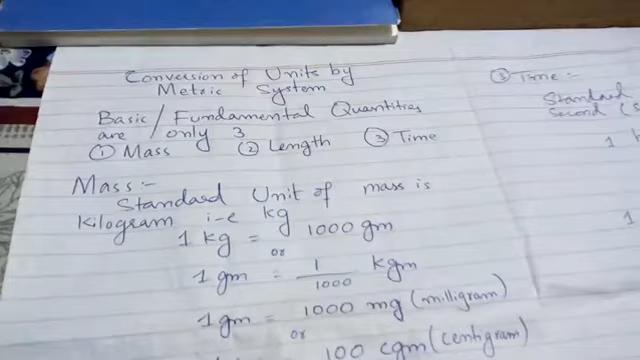 Conversion of Units by
Metric System
Basic / Fundamental Quantities
are only 3
① Mass ② Length ③ Time
Mass :-
Standard Unit of mass is
Kilogram i-e kg
1 kg = 1000 gm
or
1 gm = 1/1000 kgm
1 gm = 1000 mg (milligram)
or
100 cgm (centigram)
③ Time :-
Standard
Second (
1
1